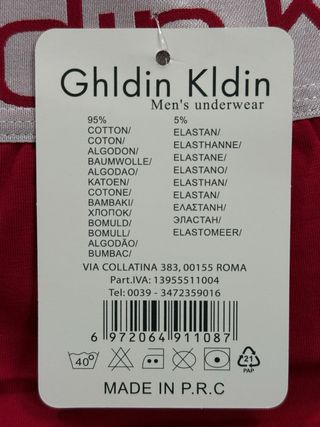 din K
Ghldin Kldin
Men's underwear
95%
COTTON/
COTON/
ALGODON/
BAUMWOLLE/
ALGODAO/
KATOEN/
COTONE/
BAMBAKI/
ХЛОПОК/
BOMULD/
BOMULL/
ALGODÃO/
BUMBAC/
5%
ELASTAN/
ELASTHANNE/
ELASTANE/
ELASTANO/
ELASTHAN/
ELASTAN/
ΕΛΑΣΤΑΝΗ/
ЭЛАСТАН/
ELASTOMEER/
VIA COLLATINA 383, 00155 ROMA
Part.IVA: 13955511004
Tel: 0039 - 3472359016
6 972064 911087
40°
21
PAP
MADE IN P.R.C